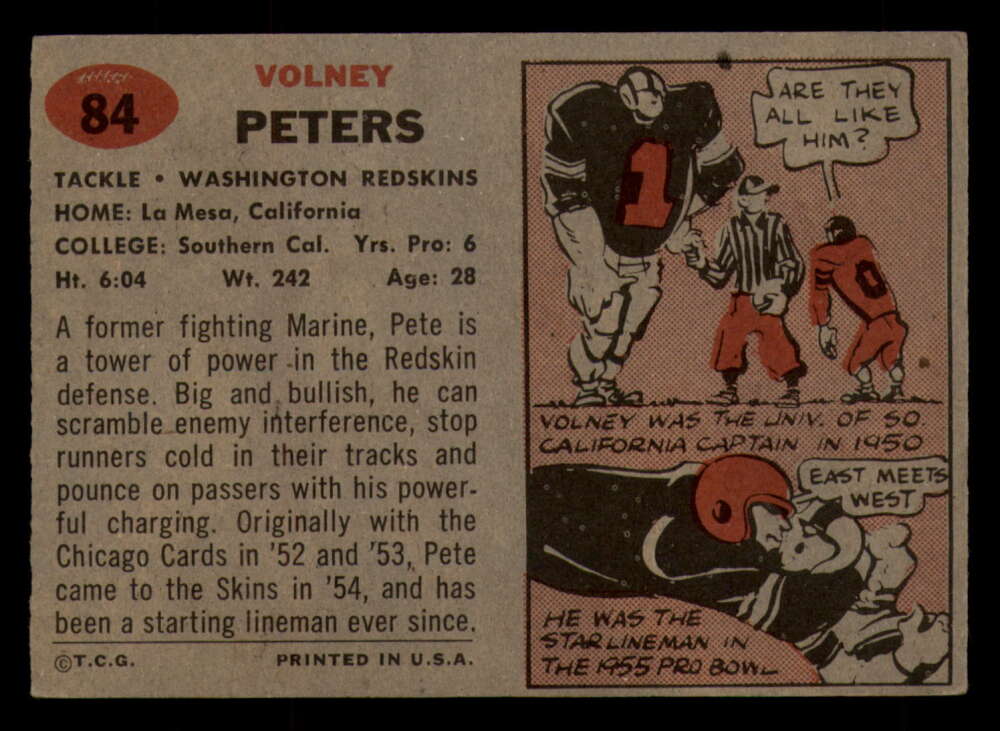 84
VOLNEY
PETERS
TACKLE • WASHINGTON REDSKINS
HOME: La Mesa, California
COLLEGE: Southern Cal. Yrs. Pro: 6
Ht. 6:04 Wt. 242 Age: 28
A former fighting Marine, Pete is
a tower of power in the Redskin
defense. Big and bullish, he can
scramble enemy interference, stop
runners cold in their tracks and
pounce on passers with his power-
ful charging. Originally with the
Chicago Cards in '52 and '53, Pete
came to the Skins in '54, and has
been a starting lineman ever since.
©T.C.G. PRINTED IN U.S.A.
ARE THEY
ALL LIKE
HIM?
1
0
VOLNEY WAS THE UNIV. OF SO.
CALIFORNIA CAPTAIN IN 1950
EAST MEETS
WEST
HE WAS THE
STAR LINEMAN IN
THE 1955 PRO BOWL